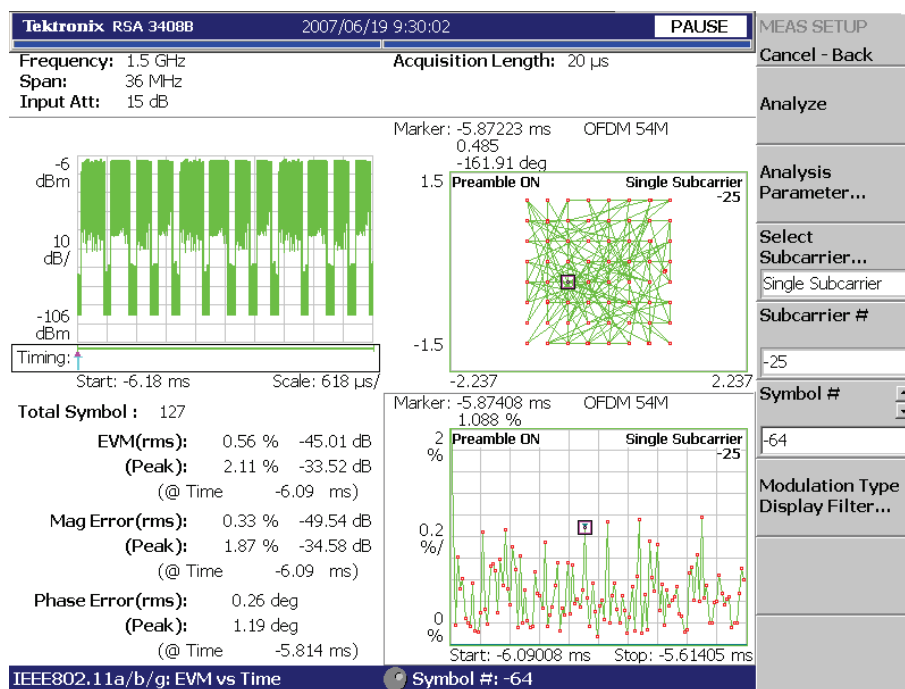 Tektronix RSA 3408B 2007/06/19 9:30:02 PAUSE
Frequency: 1.5 GHz Acquisition Length: 20 µs
Span: 36 MHz
Input Att: 15 dB
Marker: -5.87223 ms OFDM 54M
0.485
-161.91 deg
-6
dBm
10
dB/
-106
dBm
Timing:
Start: -6.18 ms Scale: 618 µs/
1.5 Preamble ON Single Subcarrier
-25
-1.5
-2.237 2.237
Total Symbol : 127
EVM(rms): 0.56 % -45.01 dB
(Peak): 2.11 % -33.52 dB
(@ Time -6.09 ms)
Mag Error(rms): 0.33 % -49.54 dB
(Peak): 1.87 % -34.58 dB
(@ Time -6.09 ms)
Phase Error(rms): 0.26 deg
(Peak): 1.19 deg
(@ Time -5.814 ms)
Marker: -5.87408 ms OFDM 54M
1.088 %
2 Preamble ON Single Subcarrier
% -25
0.2
%/
0
%
Start: -6.09008 ms Stop: -5.61405 ms
IEEE802.11a/b/g: EVM vs Time Symbol #: -64
MEAS SETUP
Cancel - Back
Analyze
Analysis
Parameter...
Select
Subcarrier...
Single Subcarrier
Subcarrier #
-25
Symbol #
-64
Modulation Type
Display Filter...